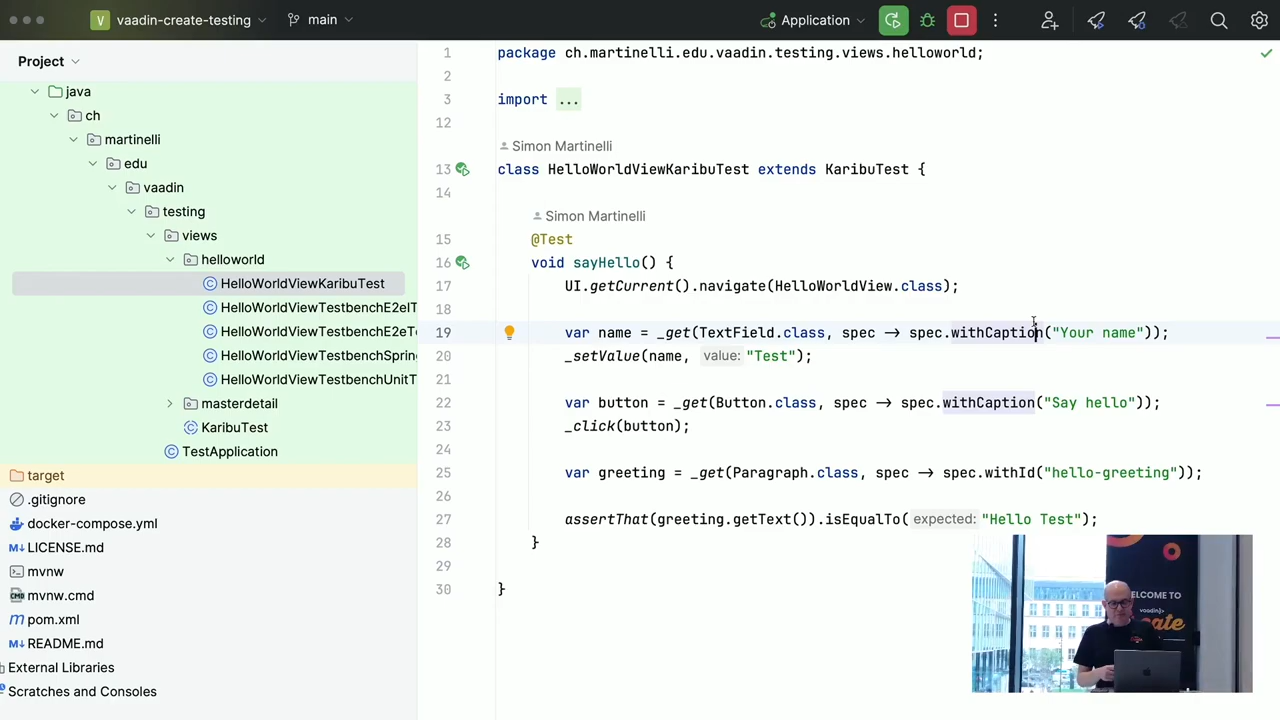 V vaadin-create-testing main Application
Project
java
ch
martinelli
edu
vaadin
testing
views
helloworld
HelloWorldViewKaribuTest
HelloWorldViewTestbenchE2eIT
HelloWorldViewTestbenchE2eTe
HelloWorldViewTestbenchSpring
HelloWorldViewTestbenchUnitT
masterdetail
KaribuTest
TestApplication
target
.gitignore
docker-compose.yml
LICENSE.md
mvnw
mvnw.cmd
pom.xml
README.md
External Libraries
Scratches and Consoles
1 package ch.martinelli.edu.vaadin.testing.views.helloworld;
2
3 import ...
12
Simon Martinelli
13 class HelloWorldViewKaribuTest extends KaribuTest {
14
Simon Martinelli
15 @Test
16 void sayHello() {
17 UI.getCurrent().navigate(HelloWorldView.class);
18
19 var name = _get(TextField.class, spec -> spec.withCaption("Your name"));
20 _setValue(name, value: "Test");
21
22 var button = _get(Button.class, spec -> spec.withCaption("Say hello"));
23 _click(button);
24
25 var greeting = _get(Paragraph.class, spec -> spec.withId("hello-greeting"));
26
27 assertThat(greeting.getText()).isEqualTo( expected: "Hello Test");
28 }
29
30 }
ELCOME TO
vaadin}>
eate